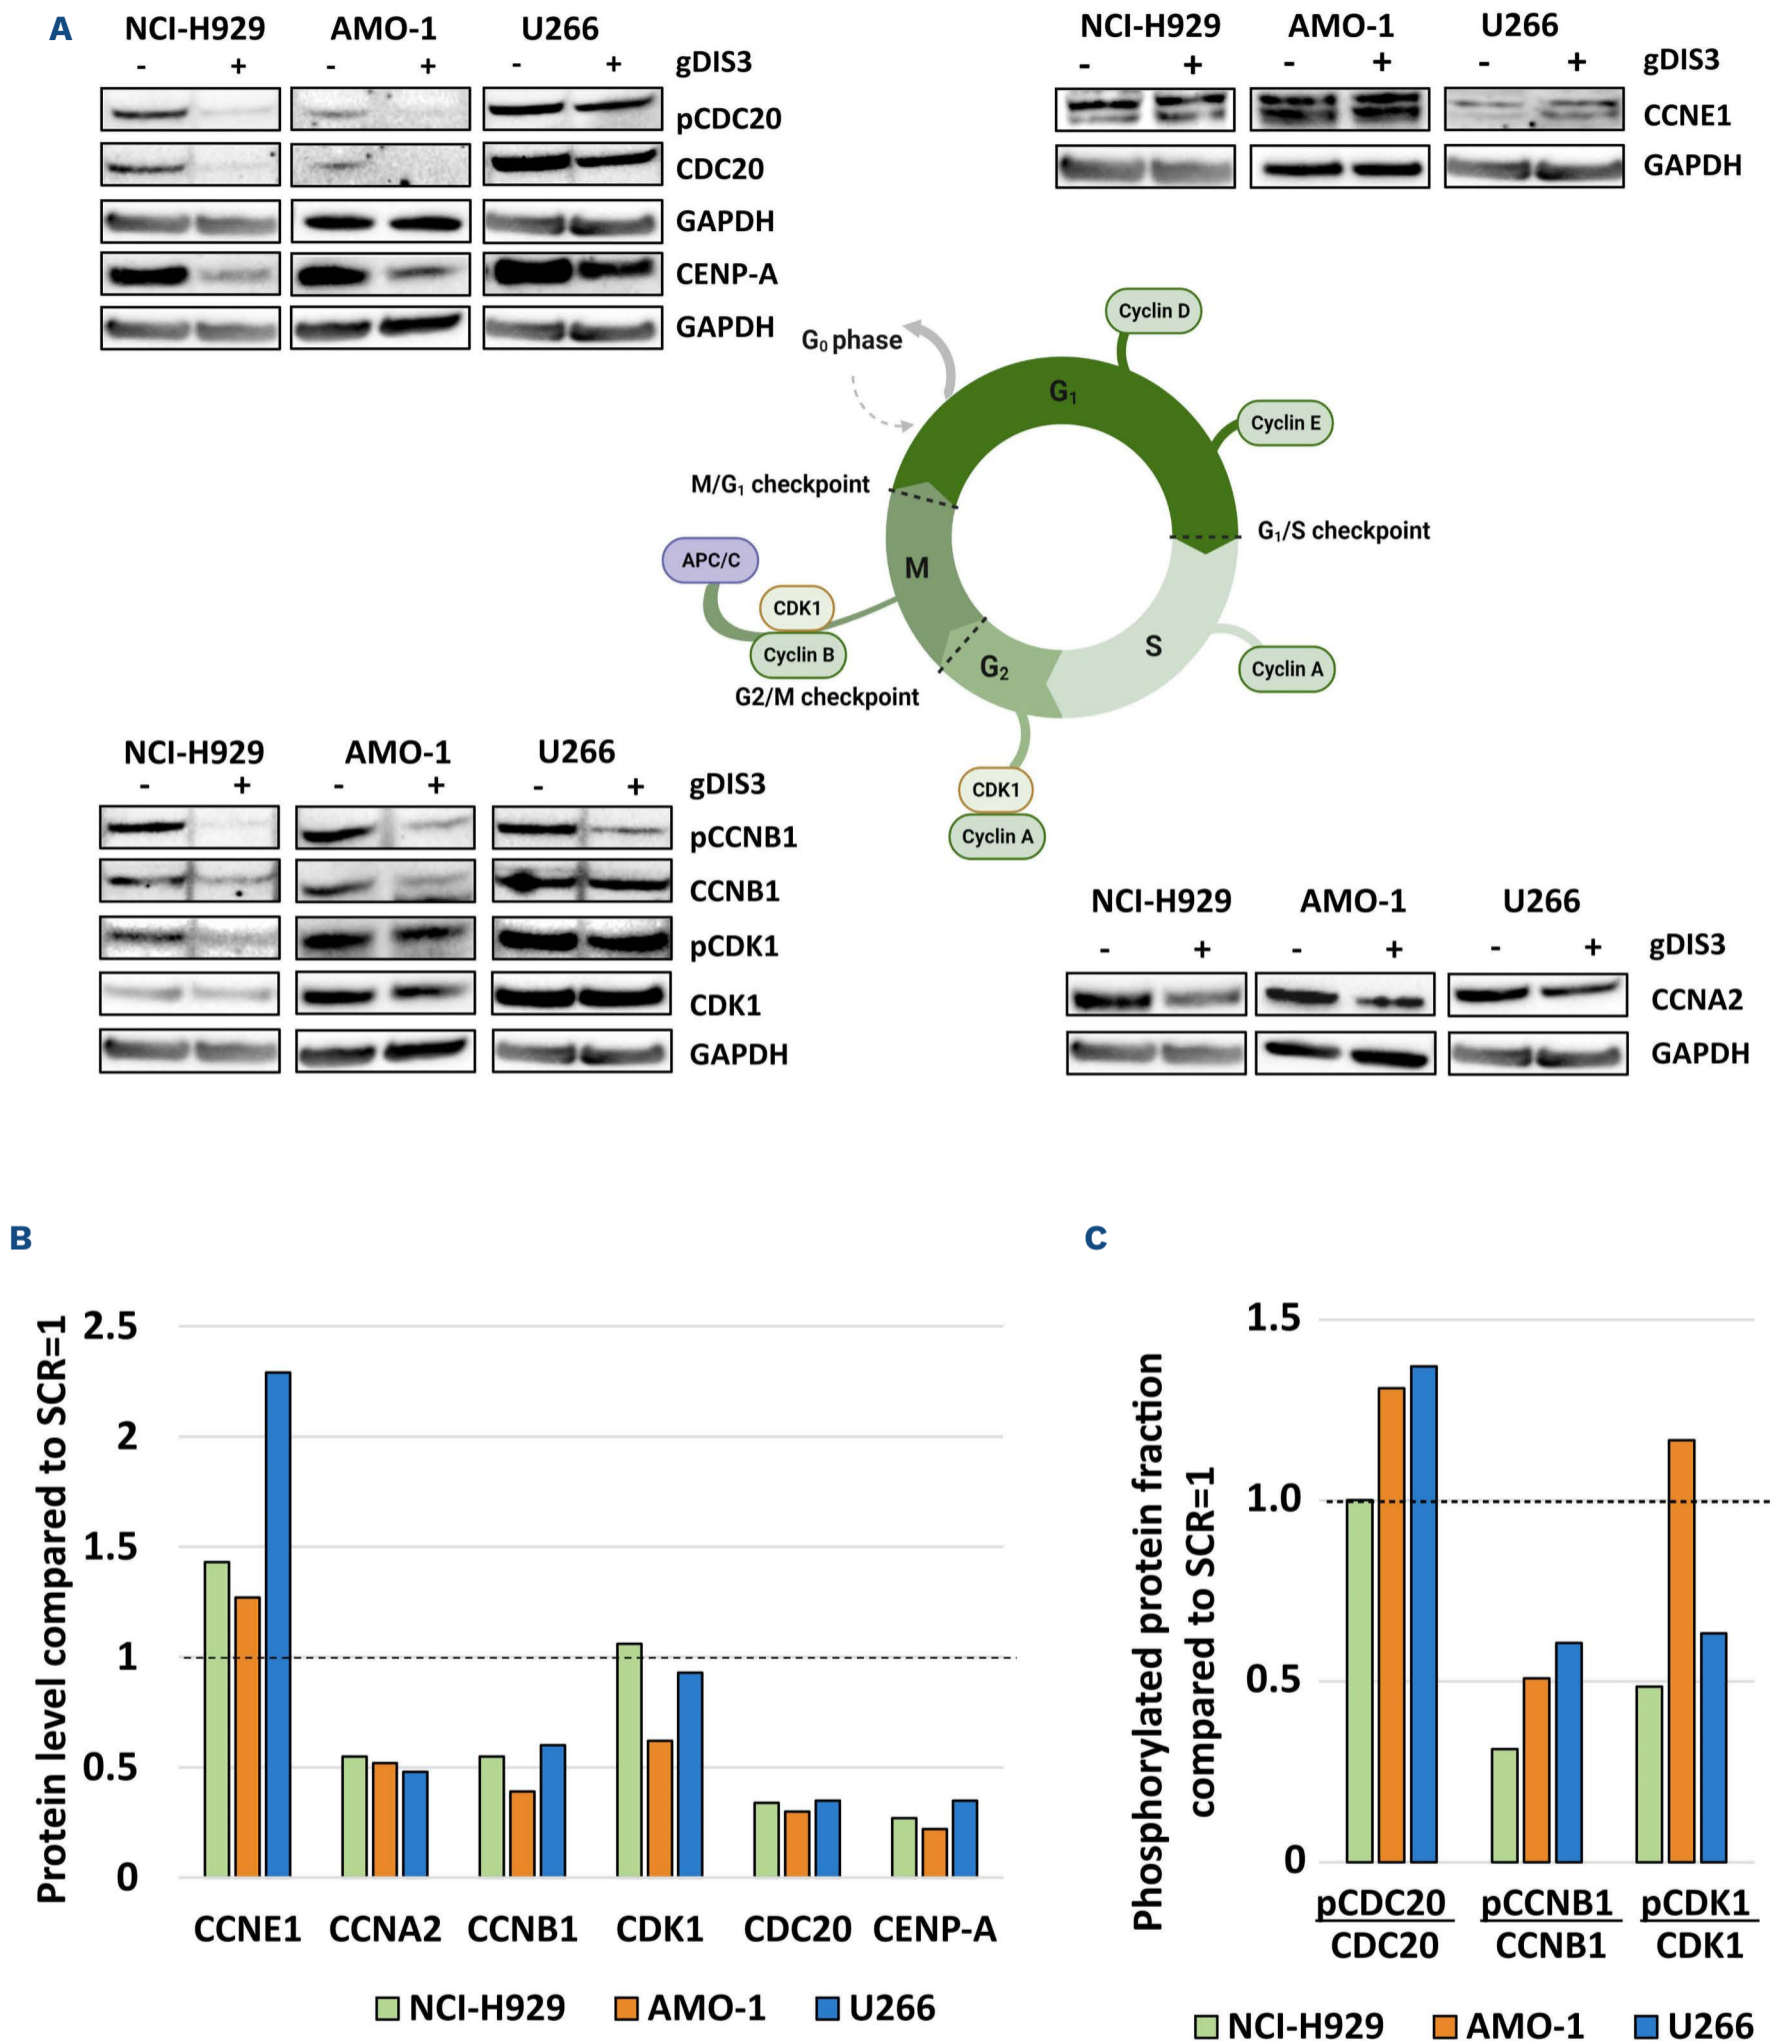 A
NCI-H929 AMO-1 U266
- + - + - + gDIS3
pCDC20
CDC20
GAPDH
CENP-A
GAPDH
NCI-H929 AMO-1 U266
- + - + - + gDIS3
CCNE1
GAPDH
Cyclin D
G0 phase
G1
Cyclin E
M/G1 checkpoint
G1/S checkpoint
APC/C
M
CDK1
Cyclin B
S
Cyclin A
G2
G2/M checkpoint
CDK1
Cyclin A
NCI-H929 AMO-1 U266
- + - + - + gDIS3
pCCNB1
CCNB1
pCDK1
CDK1
GAPDH
NCI-H929 AMO-1 U266
- + - + - + gDIS3
CCNA2
GAPDH
B
Protein level compared to SCR=1
2.5
2
1.5
1
0.5
0
CCNE1 CCNA2 CCNB1 CDK1 CDC20 CENP-A
NCI-H929 AMO-1 U266
C
Phosphorylated protein fraction
compared to SCR=1
1.5
1.0
0.5
0
pCDC20 pCCNB1 pCDK1
CDC20 CCNB1 CDK1
NCI-H929 AMO-1 U266